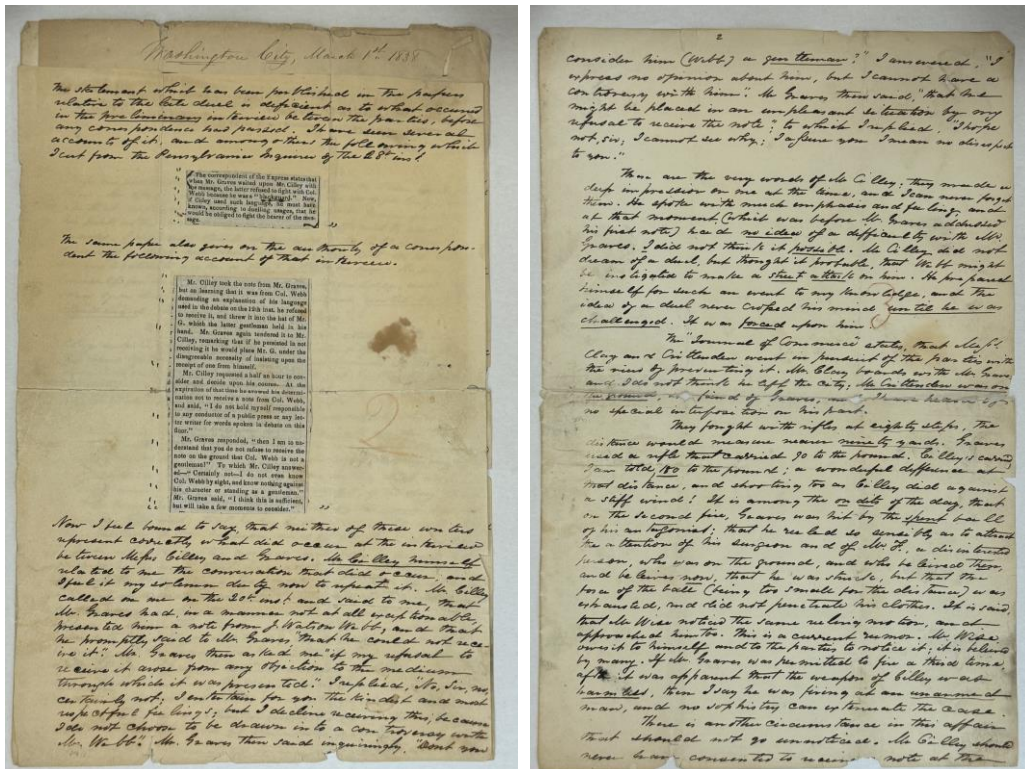 Washington City, March 1st 1838
The statement which has been published in the papers
relative to the late duel is deficient as to what occurred
in the preliminary interview between the parties, before
any correspondence had passed. I have seen several
accounts of it, and among others the following which
I cut from the Pennsylvania Inquirer of the 28th inst.
The correspondent of the Express states that
when Mr. Graves waited upon Mr. Cilley with
the message, the latter refused to fight with Col.
Webb because he was a "blackguard." Now,
if Cilley used such language, he must have
known, according to duelling usages, that he
would be obliged to fight the bearer of the mes-
sage.
The same paper also gives on the authority of a correspon-
dent the following account of that interview.
Mr. Cilley took the note from Mr. Graves,
but on learning that it was from Col. Webb
demanding an explanation of his language
used in the debate on the 12th inst. he refused
to receive it, and threw it into the hat of Mr.
G. which the latter gentleman held in his
hand. Mr. Graves again tendered it to Mr.
Cilley, remarking that if he persisted in not
receiving it he would place Mr. G. under the
disagreeable necessity of insisting upon the
receipt of one from himself.
Mr. Cilley requested a half an hour to con-
sider and decide upon his course. At the
expiration of that time he avowed his determi-
nation not to receive a note from Col. Webb,
and said, "I do not hold myself responsible
to any conductor of a public press or any let-
ter writer for words spoken in debate on this
floor."
Mr. Graves responded, "then I am to un-
derstand that you do not refuse to receive the
note on the ground that Col. Webb is not a
gentleman?" To which Mr. Cilley answer-
ed—"Certainly not—I do not even know
Col. Webb by sight, and know nothing against
his character or standing as a gentleman."
Mr. Graves said, "I think this is sufficient,
but will take a few moments to consider."
Now I feel bound to say, that neither of these writers
represent correctly what did occur at the interview
between Messrs Cilley and Graves. Mr Cilley himself
related to me the conversation that did occur, and
I feel it my solemn duty now to repeat it. Mr. Cilley
called on me on the 20th inst and said to me, that
Mr. Graves had, in a manner not at all exceptionable
presented him a note from J. Watson Webb, and that
he promptly said to Mr. Graves "that he could not rece-
ive it". Mr. Graves then asked me "if my refusal to
receive it arose from any objection to the medium
through which it was presented." I replied, "No, Sir, no,
certainly not; I entertain for you the kindest and most
respectful feelings; but I decline receiving this, because
I do not choose to be drawn into a controversy with
Mr. Webb". Mr. Graves then said inquiringly, "Dont you
2
2
consider him (Webb) a gentleman?" I answered, "I
express no opinion about him, but I cannot have a
controversy with him". Mr Graves then said, "that he
might be placed in an unpleasant situation by my
refusal to receive the note", to which I replied, "I hope
not, sir; I cannot see why; I assure you I mean no disrespect
to you."
These are the very words of Mr Cilley; they made a
deep impression on me at the time, and I can never forget
them. He spoke with much emphasis and feeling, and
at that moment (which was before Mr. Graves addressed
his first note) had no idea of a difficulty with Mr.
Graves. I did not think it possible. Mr Cilley did not
dream of a duel, but thought it probable, that Webb might
be instigated to make a street attack on him. He prepared
himself for such an event to my knowledge, and the
idea of a duel never crossed his mind until he was
challenged. It was forced upon him.
The "Journal of Commerce" states, that Messrs
Clay and Crittenden went in pursuit of the parties with
the view of preventing it. Mr. Clay boards with Mr. Graves,
and I do not think he left the city; Mr Crittenden was on
the ground, as friend of Graves, and I have heard of
no special interposition on his part.
They fought with rifles at eighty steps, the
distance would measure nearer ninety yards. Graves
used a rifle that carried 90 to the pound. Cilley's carried
I am told, 180 to the pound; a wonderful difference at
that distance, and shooting too as Cilley did against
a stiff wind! It is among the on dits of the day, that
on the second fire, Graves was hit by the spent ball
of his antagonist; that he reeled so sensibly as to attract
the attention of his surgeon and of Mr F., a disinterested
person, who was on the ground, and who believed then,
and believes now, that he was struck, but that the
force of the ball (being too small for the distance) was
exhausted, and did not penetrate his clothes. It is said,
that Mr Wise noticed the same reeling motion, and
approached him too. This is a current rumor. Mr. Wise
owes it to himself and to the parties to notice it; it is believed
by many. If Mr Graves was permitted to fire a third time,
after it was apparent that the weapon of Cilley was
harmless, then I say he was firing at an unarmed
man, and no sophistry can extenuate the case.
There is another circumstance in this affair
that should not go unnoticed. Mr Cilley should
never have consented to receive note at the